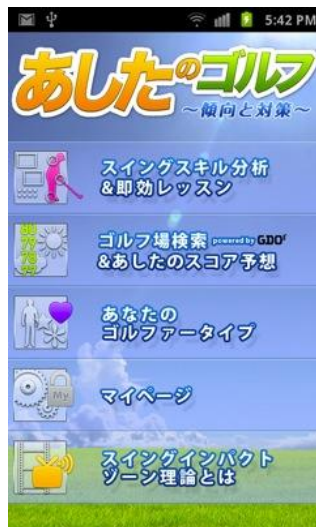 5:42 PM
あしたのゴルフ
～傾向と対策～
スイングスキル分析
&即効レッスン
ゴルフ場検索 powered by GDO
&あしたのスコア予想
あなたの
ゴルファータイプ
My
マイページ
スイングインパクト
ゾーン理論とは